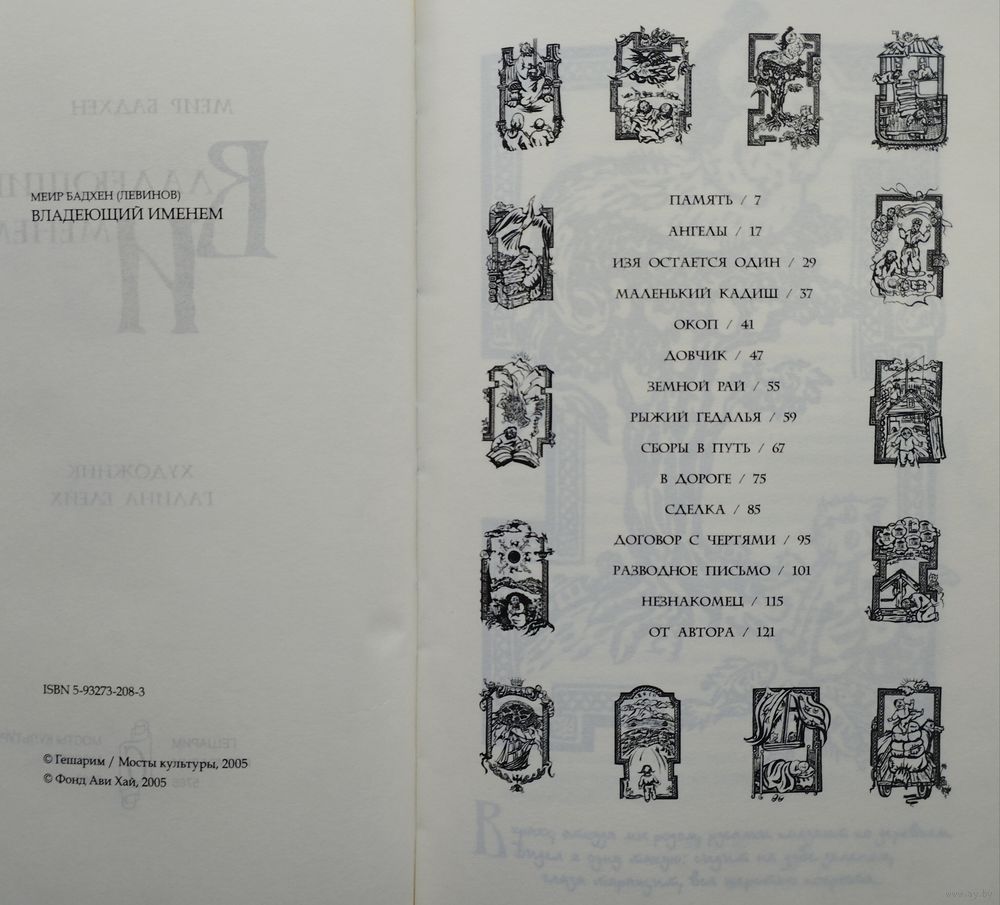 МЕИР БАДХЕН (ЛЕВИНОВ)
ВЛАДЕЮЩИЙ ИМЕНЕМ
ISBN 5-93273-208-3
© Гешарим / Мосты культуры, 2005
© Фонд Ави Хай, 2005
ПАМЯТЬ / 7
АНГЕЛЫ / 17
ИЗЯ ОСТАЕТСЯ ОДИН / 29
МАЛЕНЬКИЙ КАДИШ / 37
ОКОП / 41
ДОВЧИК / 47
ЗЕМНОЙ РАЙ / 55
РЫЖИЙ ГЕДАЛЬЯ / 59
СБОРЫ В ПУТЬ / 67
В ДОРОГЕ / 75
СДЕЛКА / 85
ДОГОВОР С ЧЕРТЯМИ / 95
РАЗВОДНОЕ ПИСЬМО / 101
НЕЗНАКОМЕЦ / 115
ОТ АВТОРА / 121
www.ay.by